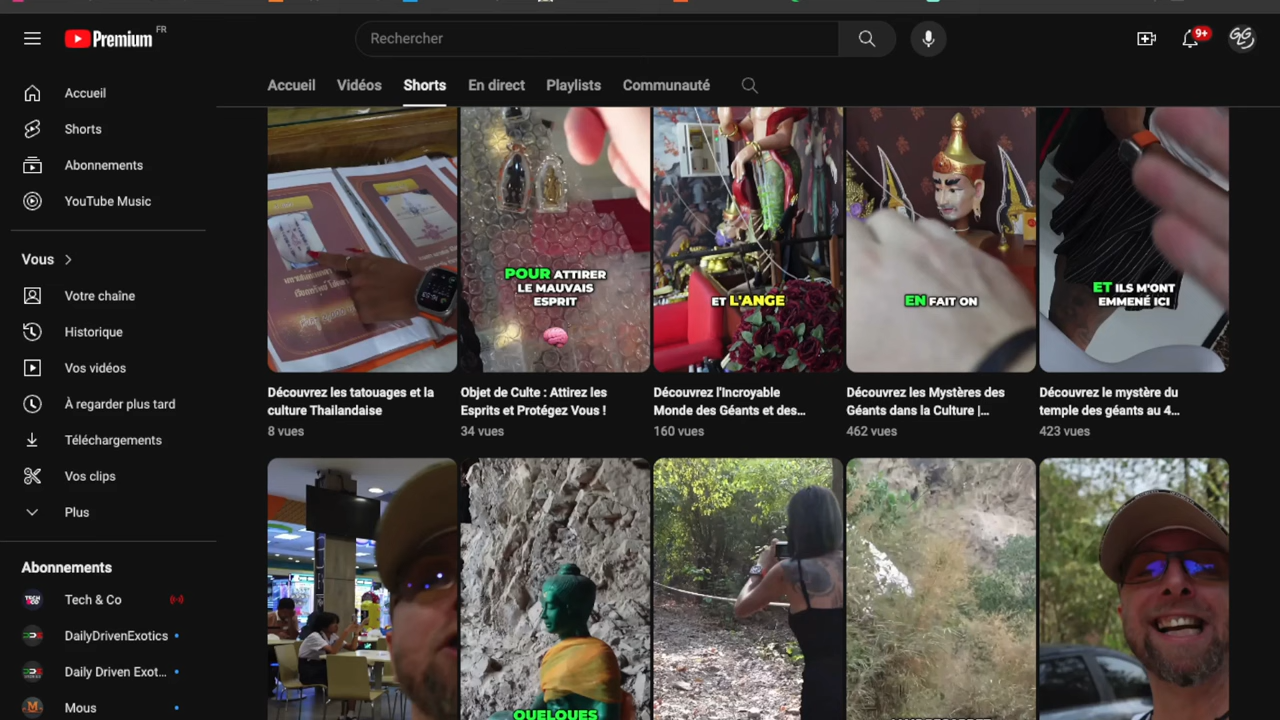 Premium FR
Rechercher
9+
Accueil
Vidéos
Shorts
En direct
Playlists
Communauté
Accueil
Shorts
Abonnements
YouTube Music
Vous
Votre chaîne
Historique
Vos vidéos
À regarder plus tard
Téléchargements
Vos clips
Plus
Abonnements
TECH&CO
Tech & Co
DailyDrivenExotics
Daily Driven Exot...
Mous
POUR ATTIRER
LE MAUVAIS
ESPRIT
ET L'ANGE
EN FAIT ON
ET ILS M'ONT
EMMENÉ ICI
Découvrez les tatouages et la
culture Thailandaise
8 vues
Objet de Culte : Attirez les
Esprits et Protégez Vous !
34 vues
Découvrez l'Incroyable
Monde des Géants et des...
160 vues
Découvrez les Mystères des
Géants dans la Culture |...
462 vues
Découvrez le mystère du
temple des géants au 4...
423 vues
QUELQUES